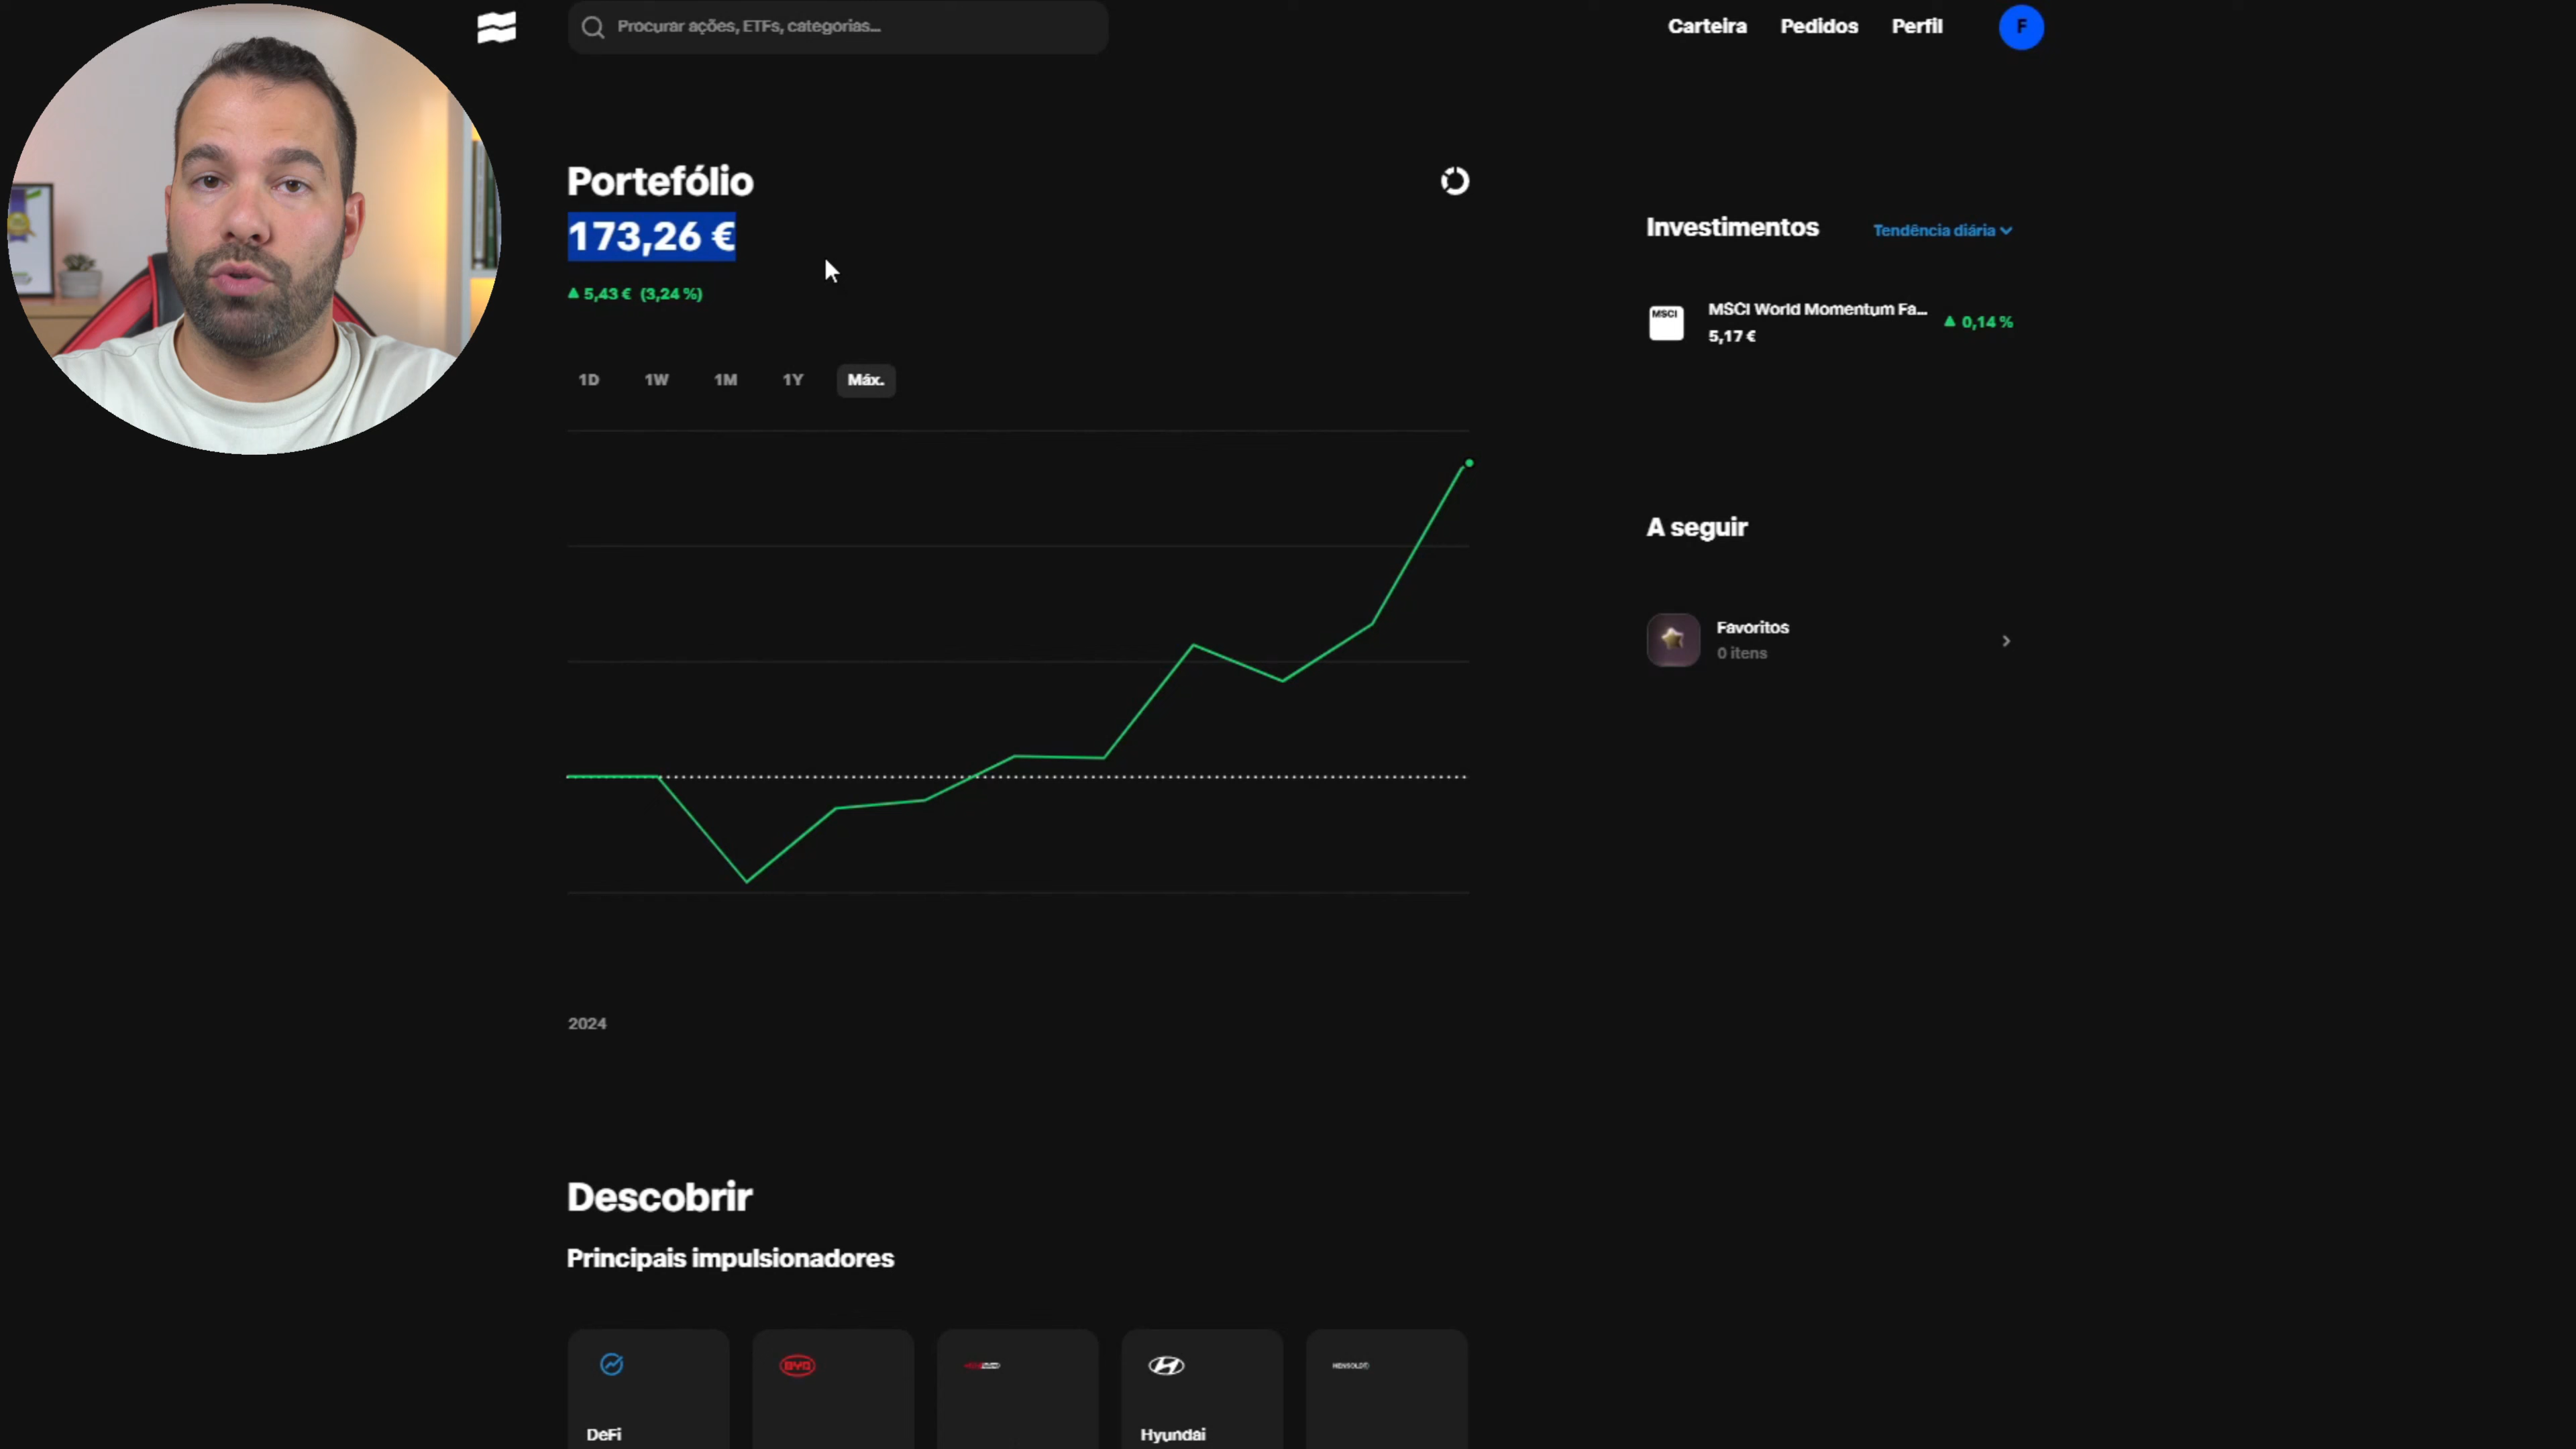 Procurar ações, ETFs, categorias...
Carteira
Pedidos
Perfil
F
Portefólio
173,26 €
5,43 € (3,24 %)
1D
1W
1M
1Y
Máx.
2024
Investimentos
Tendência diária
MSCI
MSCI World Momentum Fa...
5,17 €
0,14 %
A seguir
Favoritos
0 itens
Descobrir
Principais impulsionadores
DeFi
BYD
Hyundai
HENSOLDT